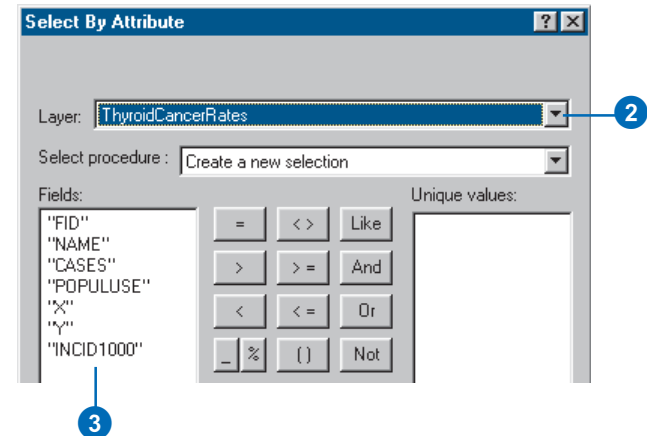 Select By Attribute ? ×
Layer: ThyroidCancerRates
2
Select procedure : Create a new selection
Fields: Unique values:
"FID"
"NAME"
"CASES"
"POPULUSE"
"X"
"Y"
"INCID1000"
= < > Like
> > = And
< < = Or
_ % ( ) Not
3